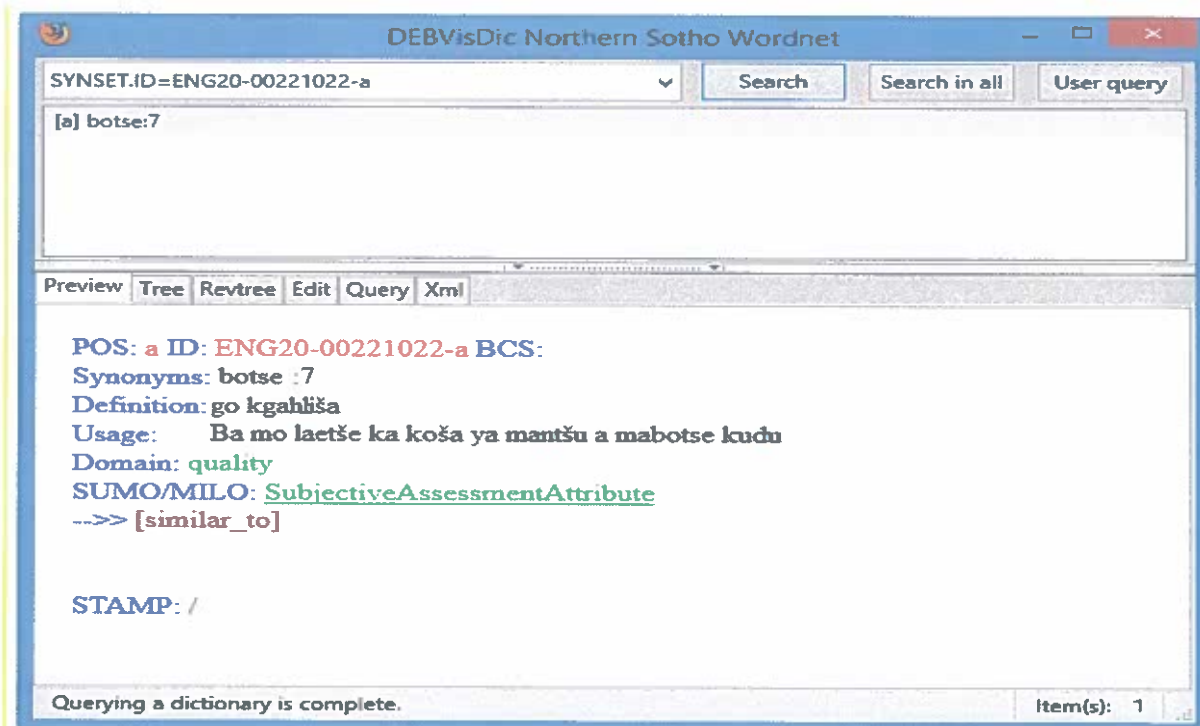 DEBVisDic Northern Sotho Wordnet
SYNSET.ID=ENG20-00221022-a Search Search in all User query
[a] botse:7
Preview Tree Revtree Edit Query Xml
POS: a ID: ENG20-00221022-a BCS:
Synonyms: botse :7
Definition: go kgahliša
Usage: Ba mo laetše ka koša ya mantšu a mabotse kudu
Domain: quality
SUMO/MILO: SubjectiveAssessmentAttribute
-->> [similar_to]
STAMP: /
Querying a dictionary is complete. Item(s): 1